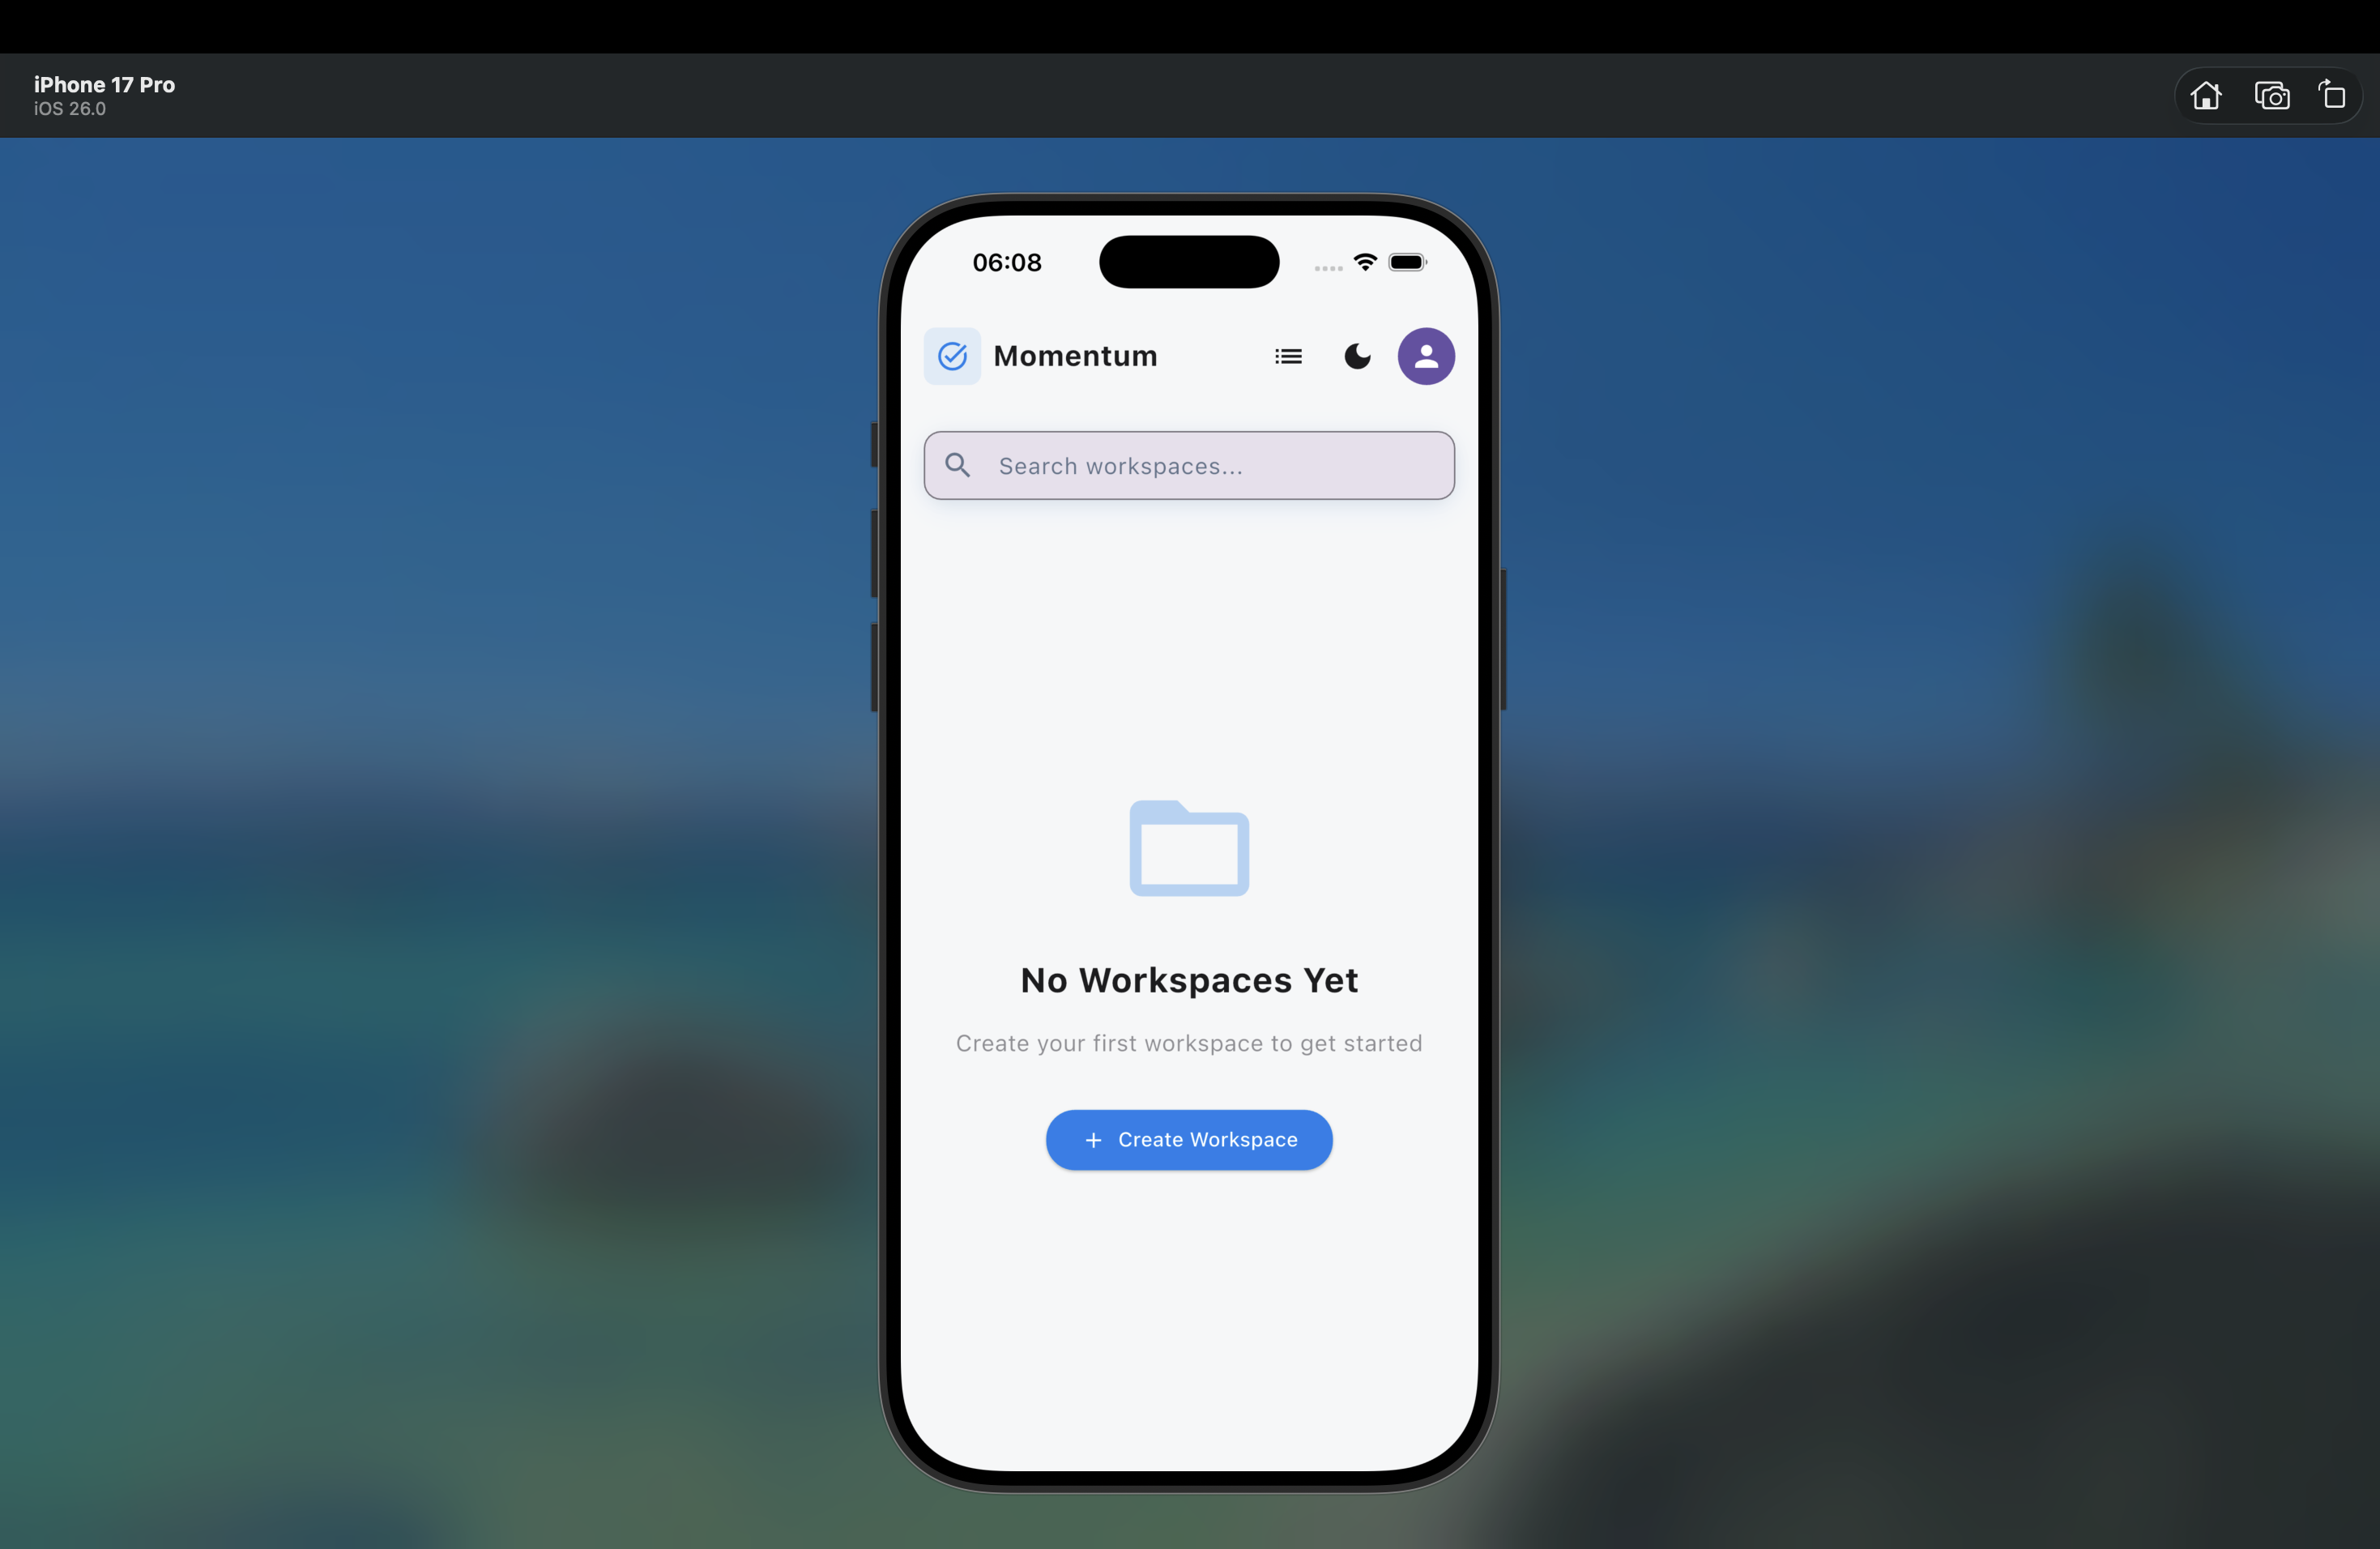 iPhone 17 Pro
iOS 26.0
06:08
Momentum
Search workspaces...
No Workspaces Yet
Create your first workspace to get started
+ Create Workspace